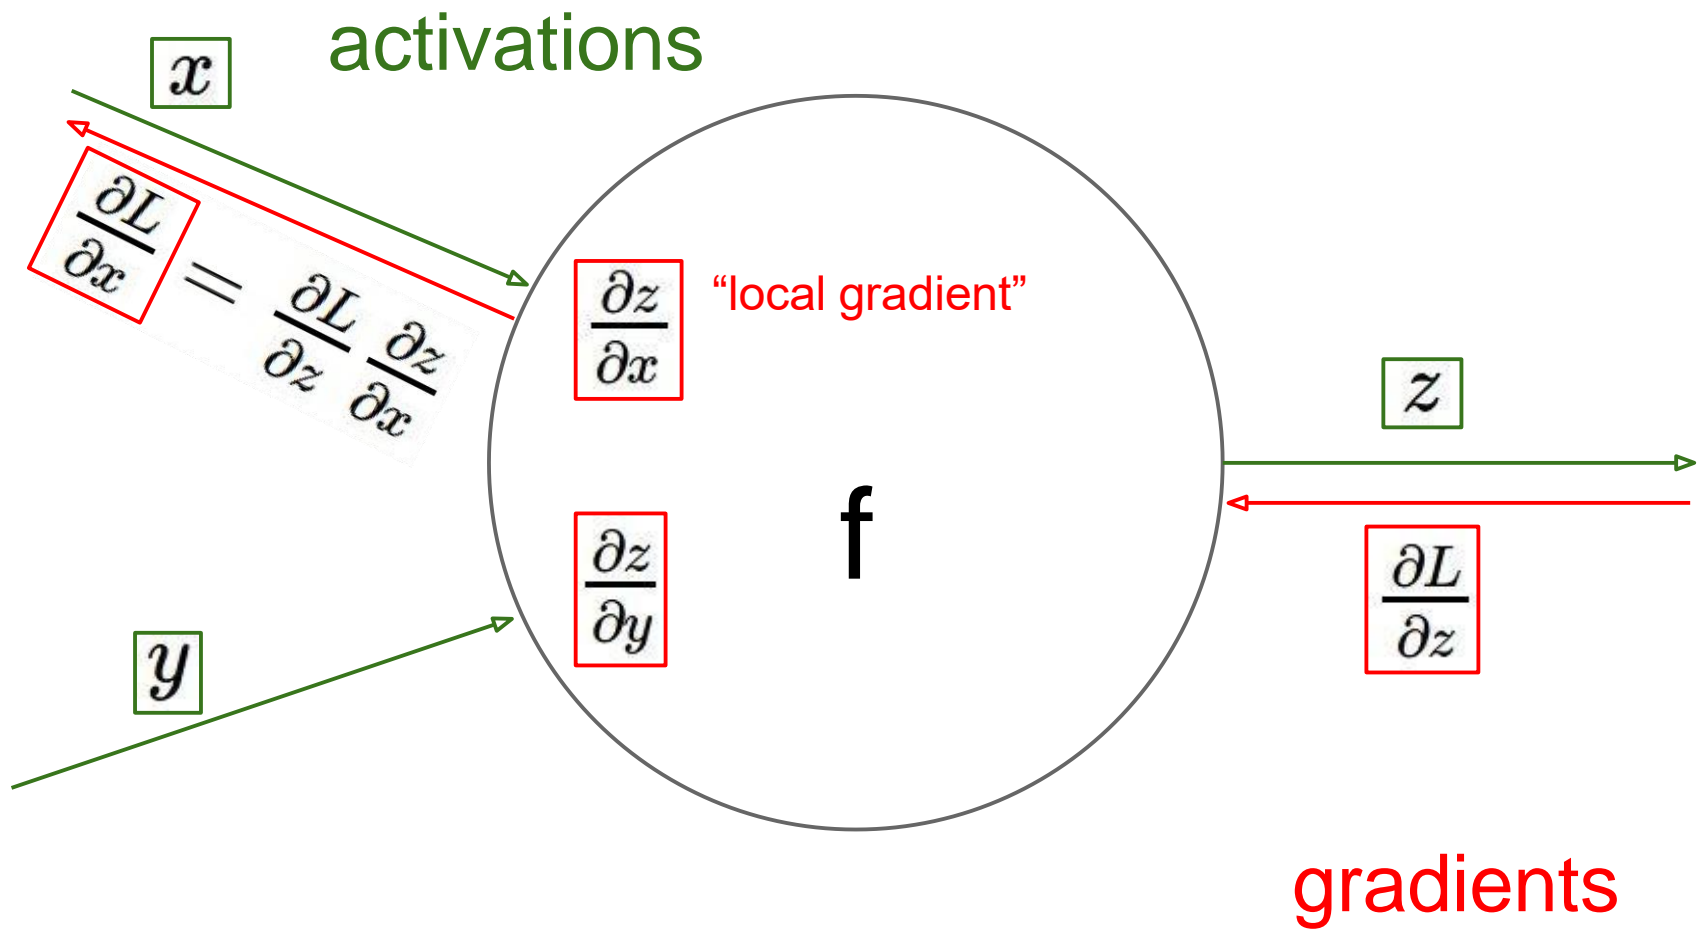 activations
x
∂L/∂x = ∂L/∂z ∂z/∂x
∂z/∂x
“local gradient”
z
f
∂z/∂y
∂L/∂z
y
gradients